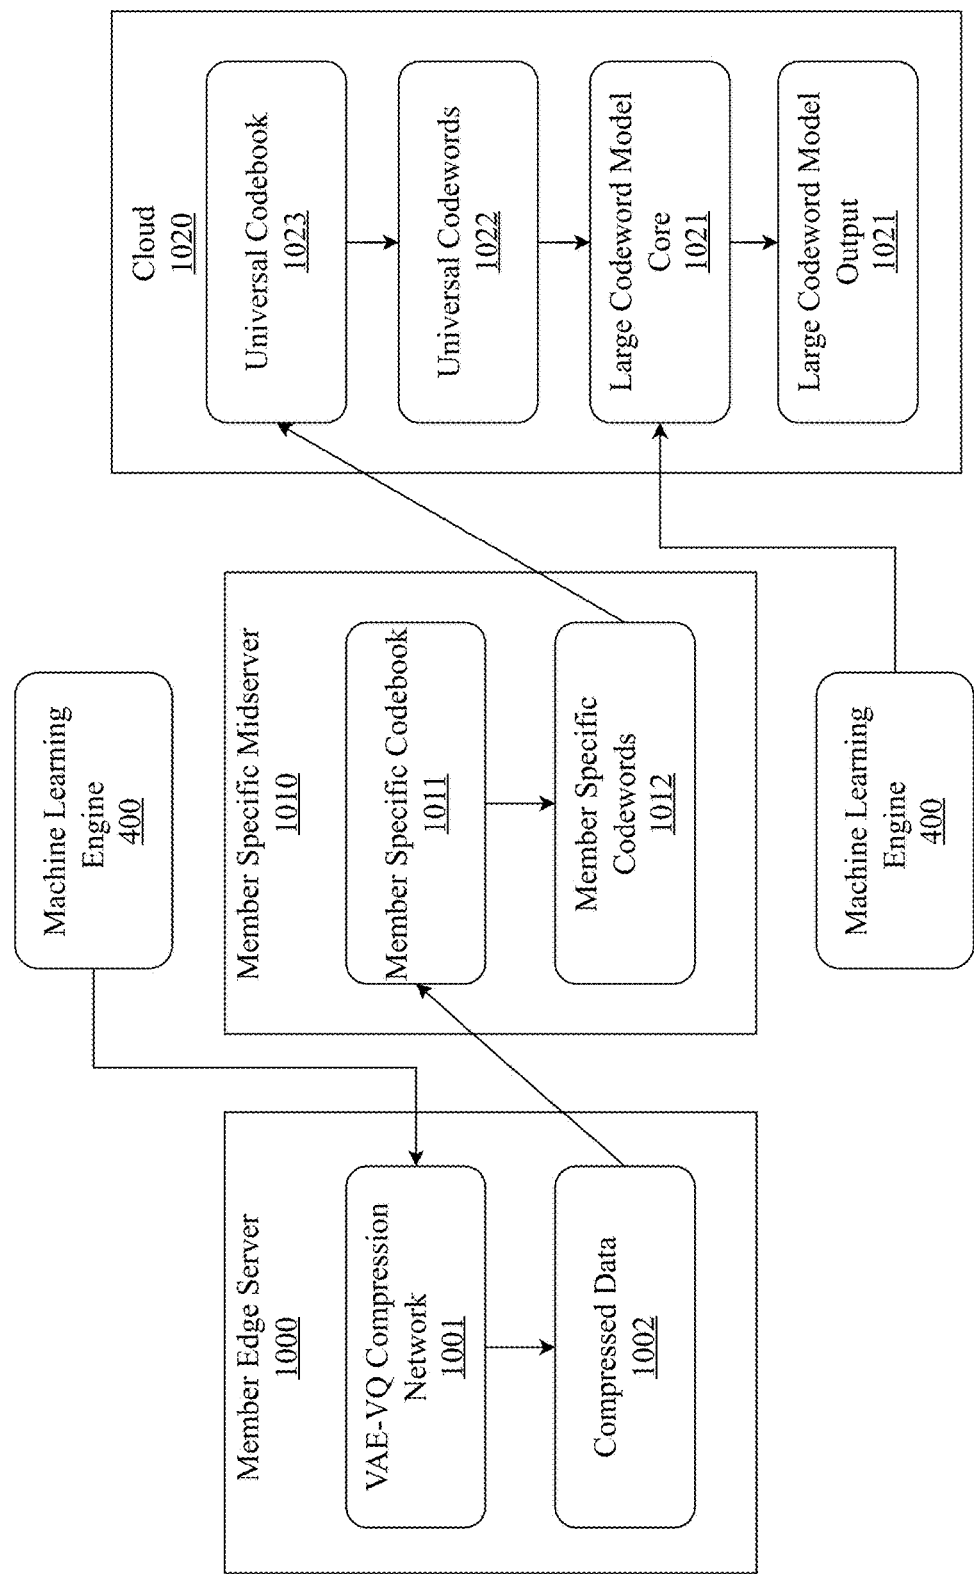 Machine Learning
Engine
400
Member Edge Server
1000
VAE-VQ Compression
Network
1001
Compressed Data
1002
Member Specific Midserver
1010
Member Specific Codebook
1011
Member Specific
Codewords
1012
Cloud
1020
Universal Codebook
1023
Universal Codewords
1022
Large Codeword Model
Core
1021
Large Codeword Model
Output
1021
Machine Learning
Engine
400